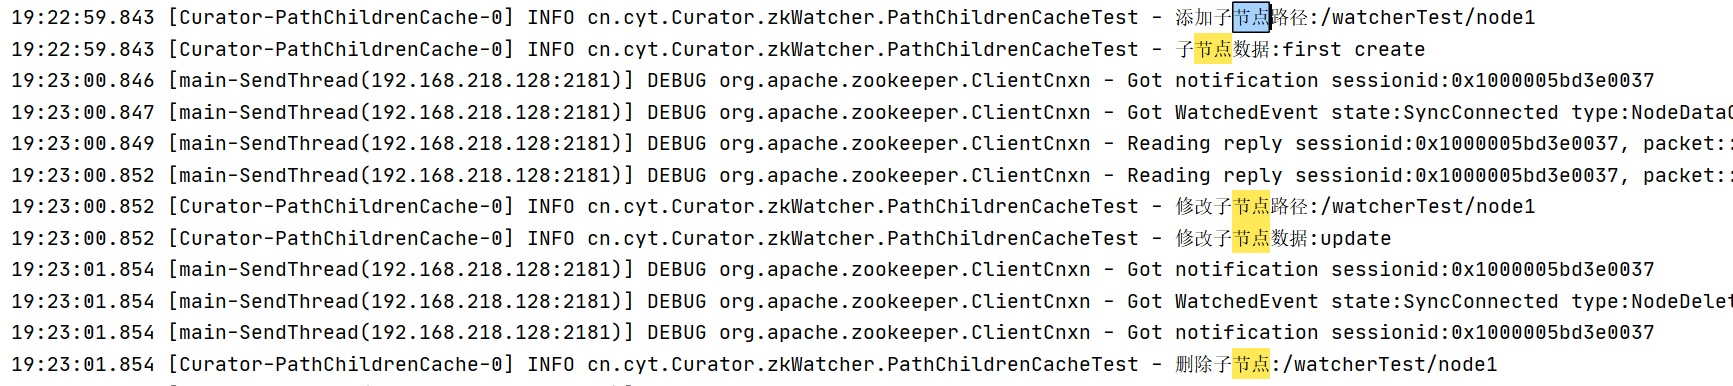 19:22:59.843 [Curator-PathChildrenCache-0] INFO cn.cyt.Curator.zkWatcher.PathChildrenCacheTest - 添加子节点路径:/watcherTest/node1
19:22:59.843 [Curator-PathChildrenCache-0] INFO cn.cyt.Curator.zkWatcher.PathChildrenCacheTest - 子节点数据:first create
19:23:00.846 [main-SendThread(192.168.218.128:2181)] DEBUG org.apache.zookeeper.ClientCnxn - Got notification sessionid:0x1000005bd3e0037
19:23:00.847 [main-SendThread(192.168.218.128:2181)] DEBUG org.apache.zookeeper.ClientCnxn - Got WatchedEvent state:SyncConnected type:NodeData
19:23:00.849 [main-SendThread(192.168.218.128:2181)] DEBUG org.apache.zookeeper.ClientCnxn - Reading reply sessionid:0x1000005bd3e0037, packet::
19:23:00.852 [main-SendThread(192.168.218.128:2181)] DEBUG org.apache.zookeeper.ClientCnxn - Reading reply sessionid:0x1000005bd3e0037, packet::
19:23:00.852 [Curator-PathChildrenCache-0] INFO cn.cyt.Curator.zkWatcher.PathChildrenCacheTest - 修改子节点路径:/watcherTest/node1
19:23:00.852 [Curator-PathChildrenCache-0] INFO cn.cyt.Curator.zkWatcher.PathChildrenCacheTest - 修改子节点数据:update
19:23:01.854 [main-SendThread(192.168.218.128:2181)] DEBUG org.apache.zookeeper.ClientCnxn - Got notification sessionid:0x1000005bd3e0037
19:23:01.854 [main-SendThread(192.168.218.128:2181)] DEBUG org.apache.zookeeper.ClientCnxn - Got WatchedEvent state:SyncConnected type:NodeDelet
19:23:01.854 [main-SendThread(192.168.218.128:2181)] DEBUG org.apache.zookeeper.ClientCnxn - Got notification sessionid:0x1000005bd3e0037
19:23:01.854 [Curator-PathChildrenCache-0] INFO cn.cyt.Curator.zkWatcher.PathChildrenCacheTest - 删除子节点:/watcherTest/node1